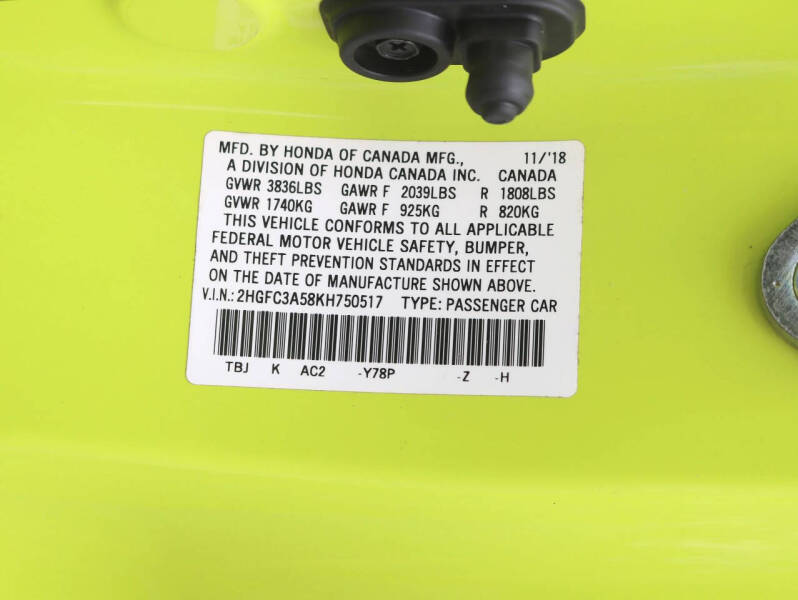 MFD. BY HONDA OF CANADA MFG., 11/'18
A DIVISION OF HONDA CANADA INC. CANADA
GVWR 3836LBS GAWR F 2039LBS R 1808LBS
GVWR 1740KG GAWR F 925KG R 820KG
THIS VEHICLE CONFORMS TO ALL APPLICABLE
FEDERAL MOTOR VEHICLE SAFETY, BUMPER,
AND THEFT PREVENTION STANDARDS IN EFFECT
ON THE DATE OF MANUFACTURE SHOWN ABOVE.
V.I.N.: 2HGFC3A58KH750517 TYPE: PASSENGER CAR
TBJ K AC2 -Y78P -Z -H